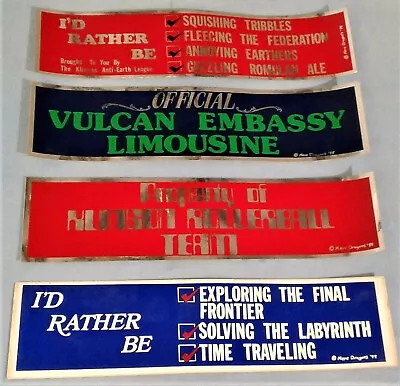 I'D
RATHER
BE
Brought To You By
The Klingon Anti-Earth League
SQUISHING TRIBBLES
FLEECING THE FEDERATION
ANNOYING EARTHERS
GUZZLING ROMULAN ALE
OFFICIAL
VULCAN EMBASSY
LIMOUSINE
Property of
KLINGON ROLLERBALL
TEAM
I'D
RATHER
BE
EXPLORING THE FINAL
FRONTIER
SOLVING THE LABYRINTH
TIME TRAVELING